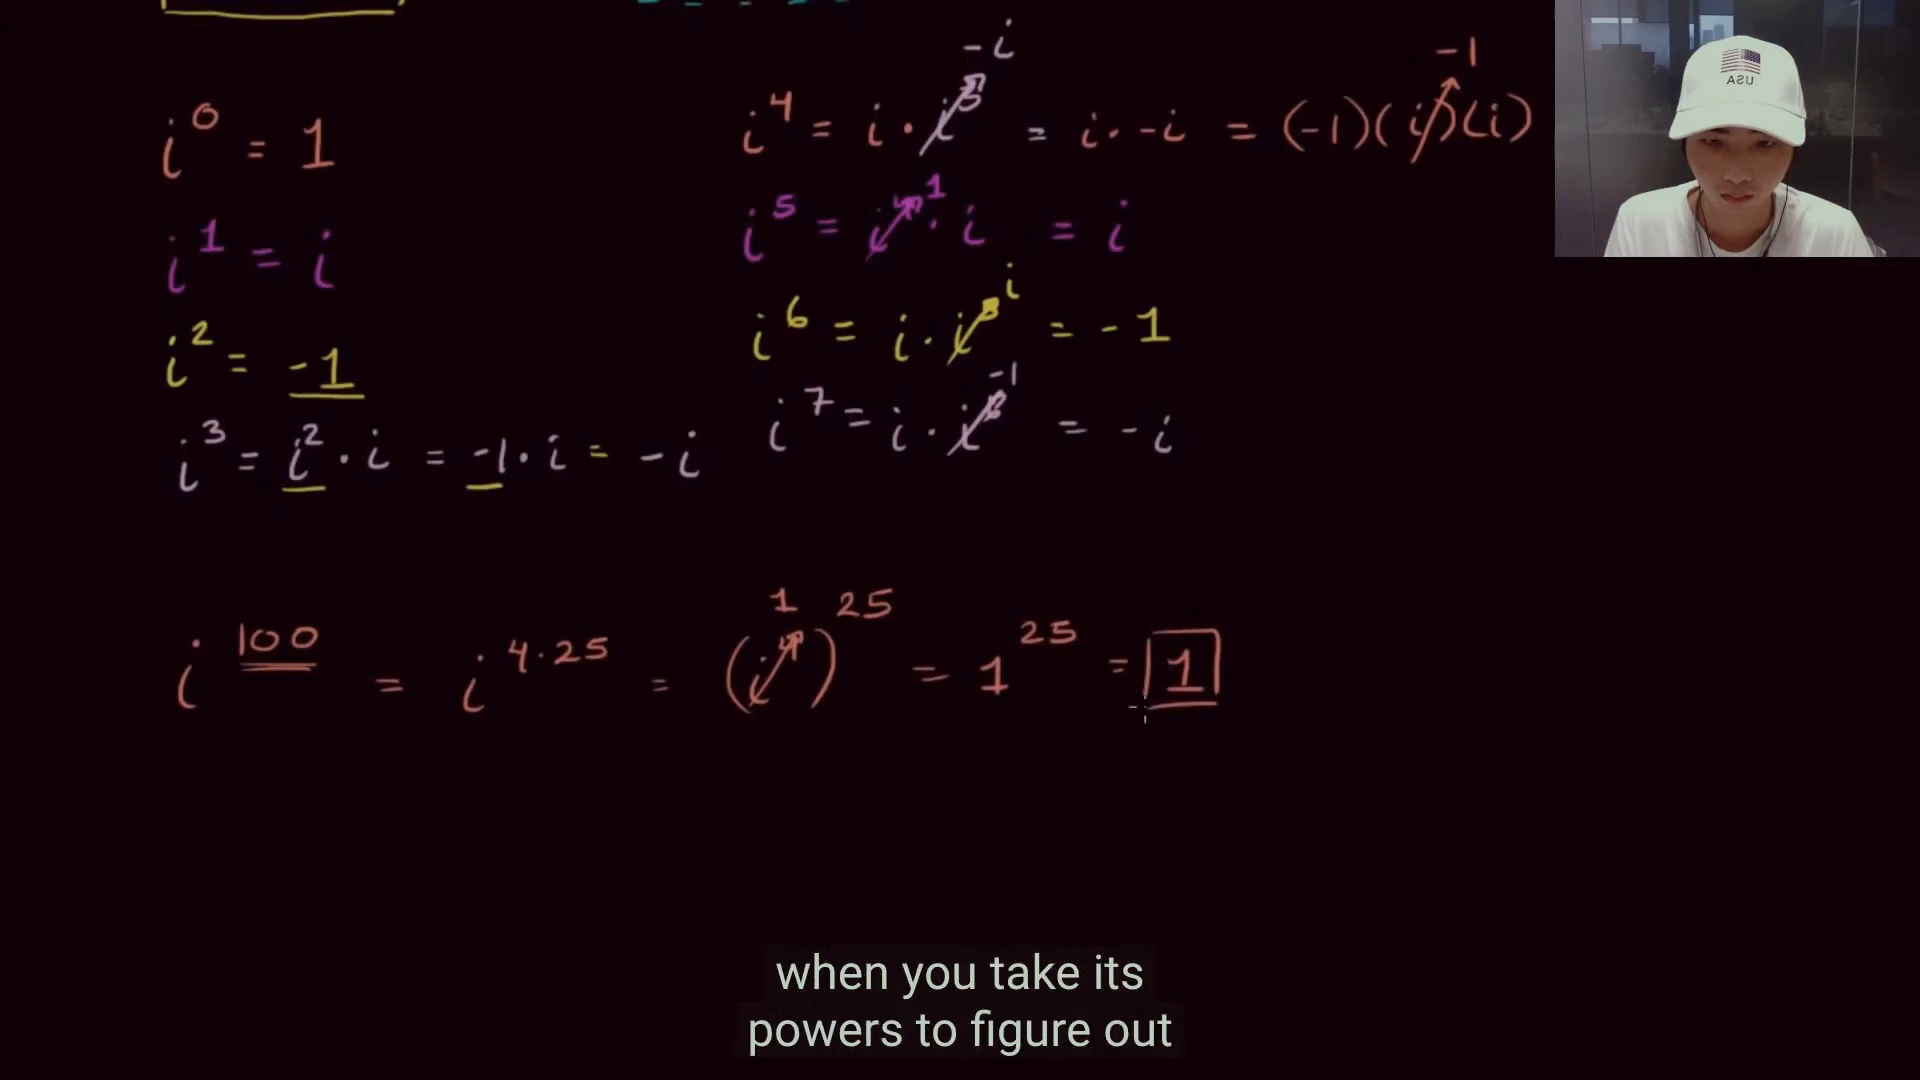 i⁰ = 1
i¹ = i
i² = -1
i³ = i² · i = -1 · i = -i
-i
i⁴ = i · i³ = i · -i = (-1)(i)(i)
-1
1
i⁵ = i⁴ · i = i
i
i⁶ = i · i⁵ = -1
-1
i⁷ = i · i⁶ = -i
1
i¹⁰⁰ = i⁴·²⁵ = (i⁴)²⁵ = 1²⁵ = 1
USA
when you take its
powers to figure out